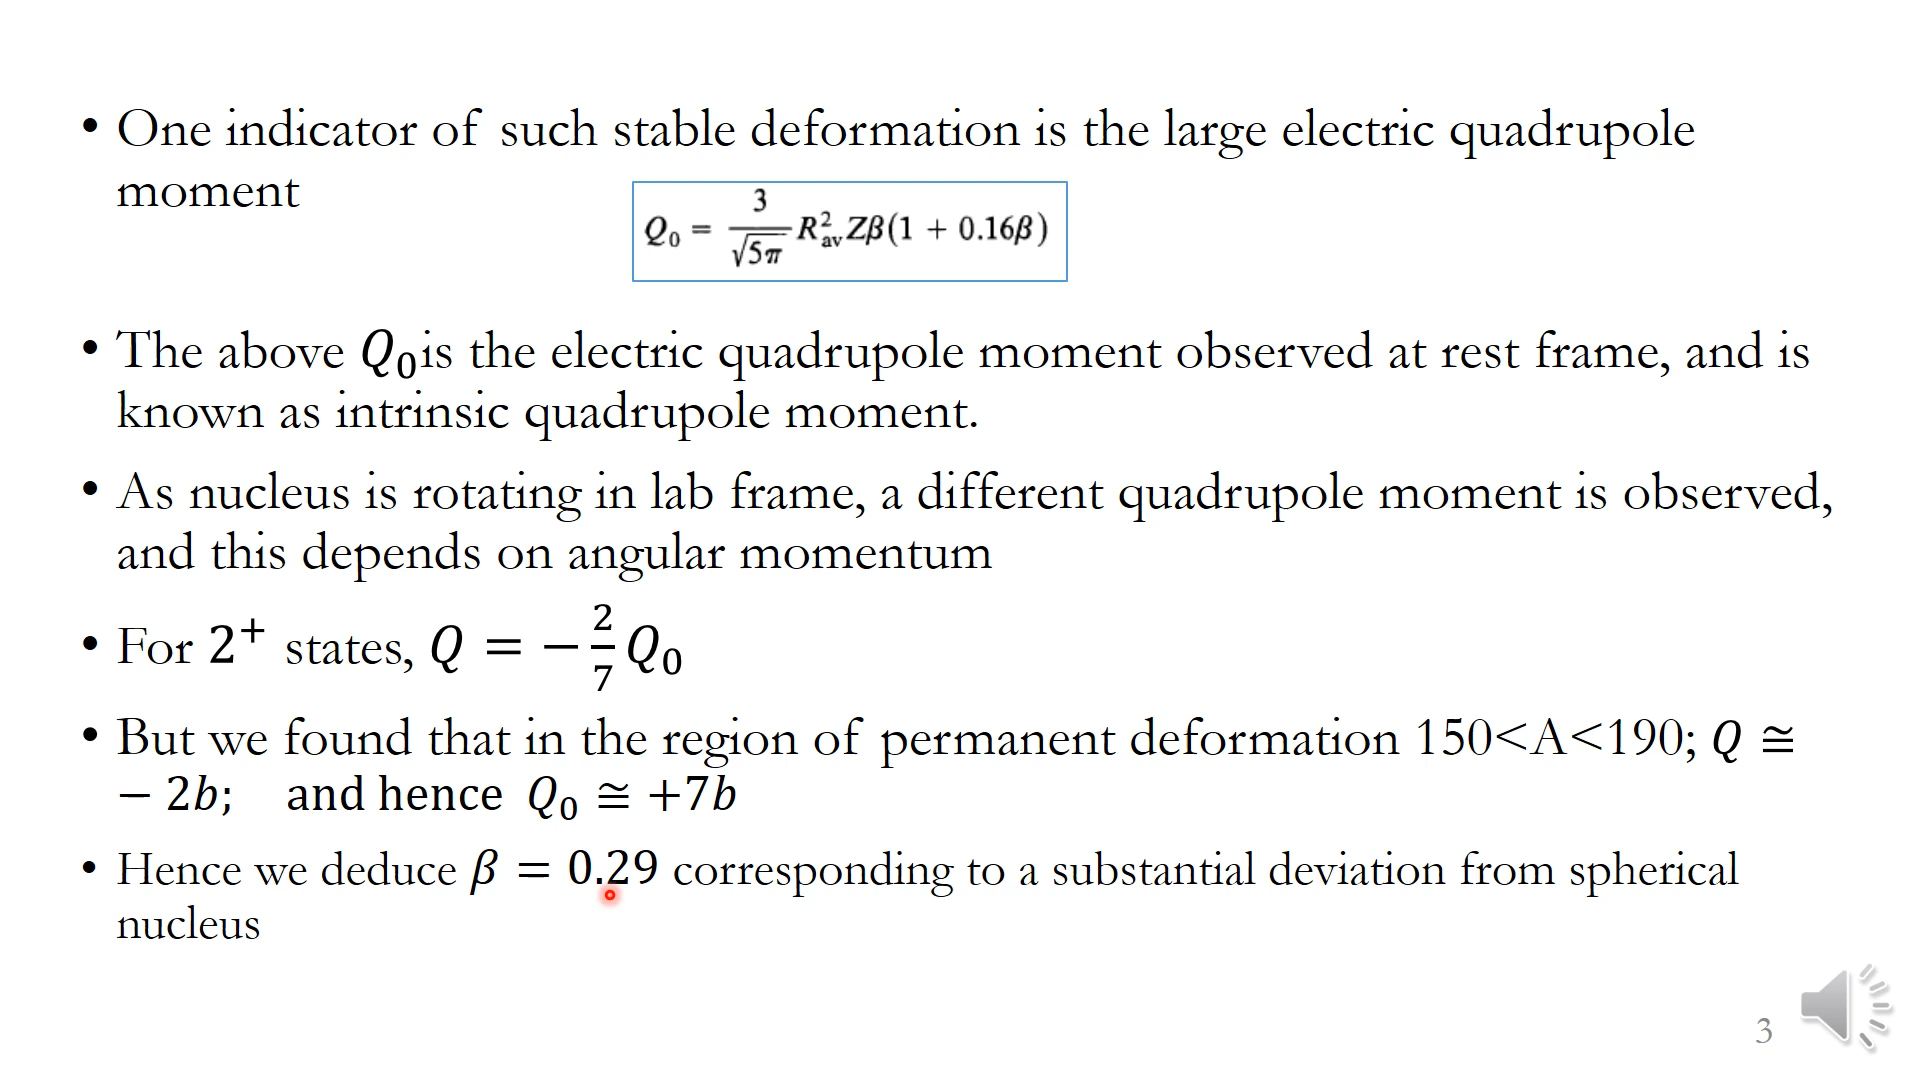 • One indicator of such stable deformation is the large electric quadrupole
moment
Q₀ = 3/√5π R²av Zβ(1 + 0.16β)
• The above Q₀is the electric quadrupole moment observed at rest frame, and is
known as intrinsic quadrupole moment.
• As nucleus is rotating in lab frame, a different quadrupole moment is observed,
and this depends on angular momentum
• For 2⁺ states, Q = −2/7 Q₀
• But we found that in the region of permanent deformation 150<A<190; Q ≅
− 2b; and hence Q₀ ≅ +7b
• Hence we deduce β = 0.29 corresponding to a substantial deviation from spherical
nucleus
3